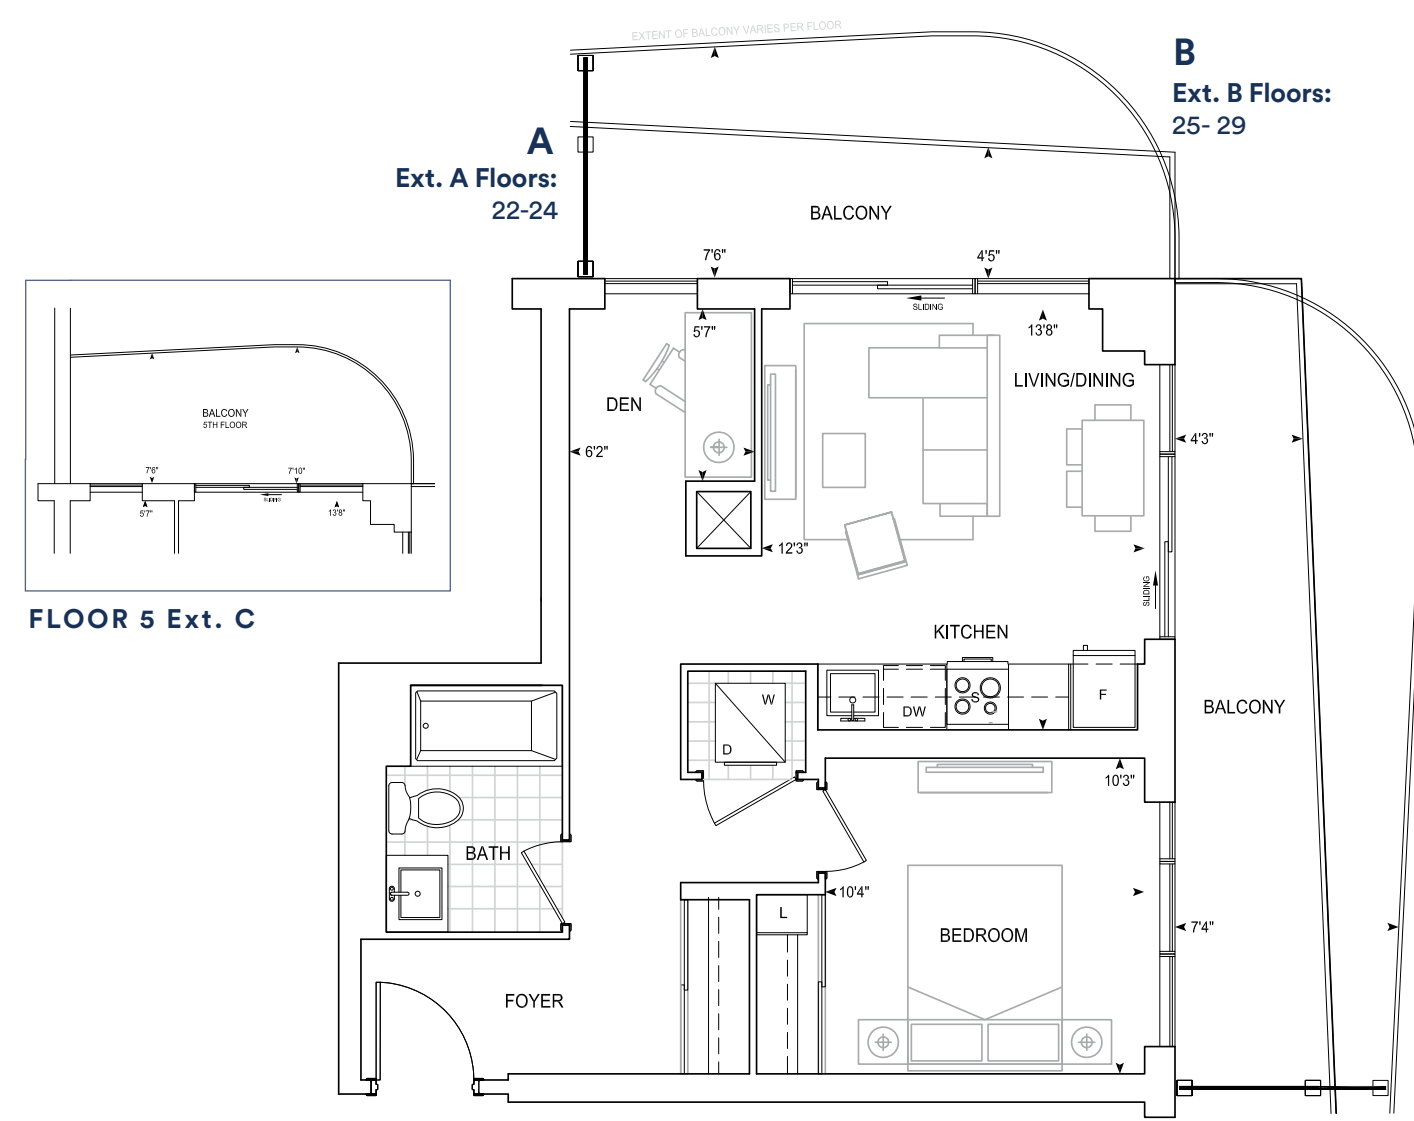 EXTENT OF BALCONY VARIES PER FLOOR
B
Ext. B Floors:
25- 29
A
Ext. A Floors:
22-24
BALCONY
7'6"
4'5"
SLIDING
5'7"
13'8"
LIVING/DINING
DEN
6'2"
4'3"
12'3"
SLIDING
KITCHEN
BALCONY
5TH FLOOR
7'6"
7'10"
SLIDING
5'7"
13'8"
FLOOR 5 Ext. C
W
D
DW
S
F
BALCONY
10'3"
BATH
10'4"
L
BEDROOM
7'4"
FOYER